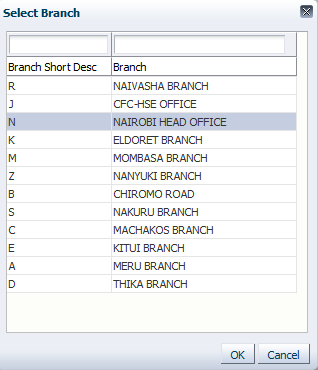 Select Branch
Branch Short Desc Branch
R NAIVASHA BRANCH
J CFC-HSE OFFICE
N NAIROBI HEAD OFFICE
K ELDORET BRANCH
M MOMBASA BRANCH
Z NANYUKI BRANCH
B CHIROMO ROAD
S NAKURU BRANCH
C MACHAKOS BRANCH
E KITUI BRANCH
A MERU BRANCH
D THIKA BRANCH
OK Cancel